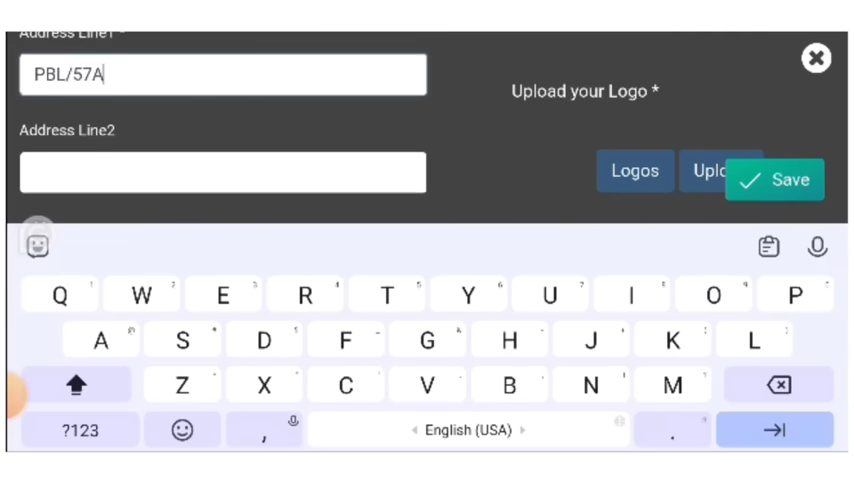 Address Line1 *
PBL/57A
Upload your Logo *
Address Line2
Logos
Save
Q W E R T Y U I O P
A S D F G H J K L
Z X C V B N M
?123 , English (USA) .